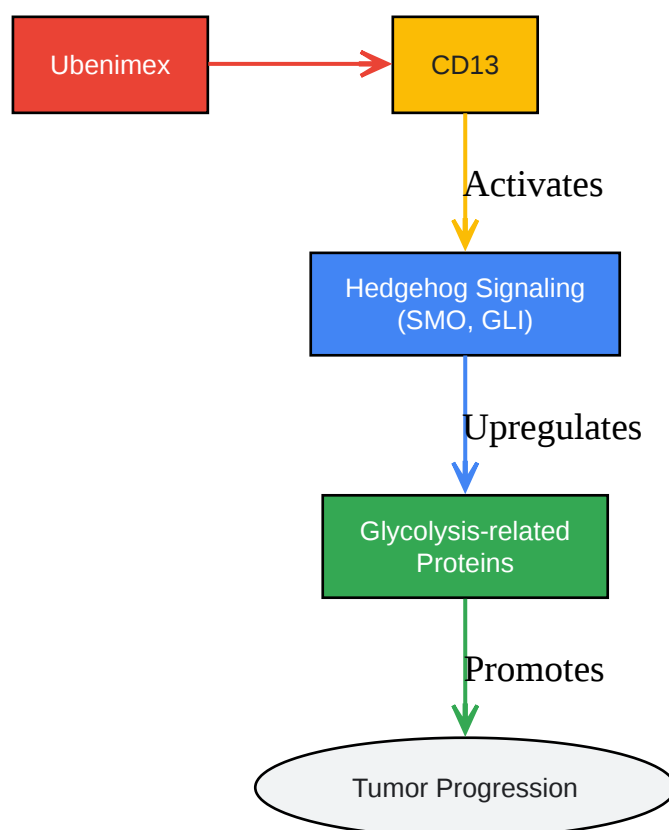 Ubenimex
CD13
Activates
Hedgehog Signaling
(SMO, GLI)
Upregulates
Glycolysis-related
Proteins
Promotes
Tumor Progression